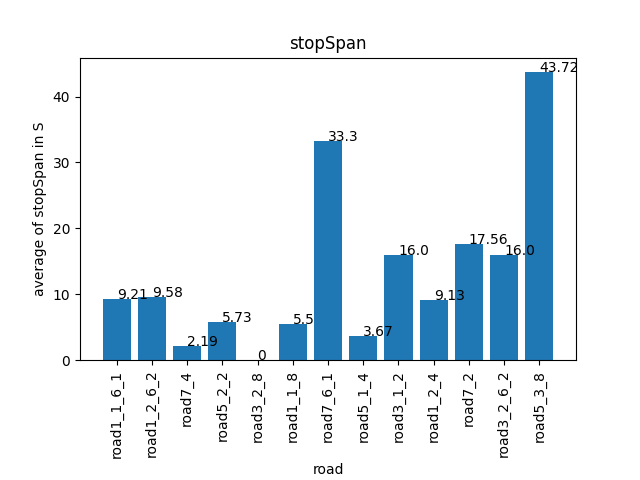 stopSpan
average of stopSpan in S
40
30
20
10
0
9.21
9.58
2.19
5.73
0
5.5
33.3
3.67
16.0
9.13
17.56
16.0
43.72
road1_1_6_1
road1_2_6_2
road7_4
road5_2_2
road3_2_8
road1_1_8
road7_6_1
road5_1_4
road3_1_2
road1_2_4
road7_2
road3_2_6_2
road5_3_8
road